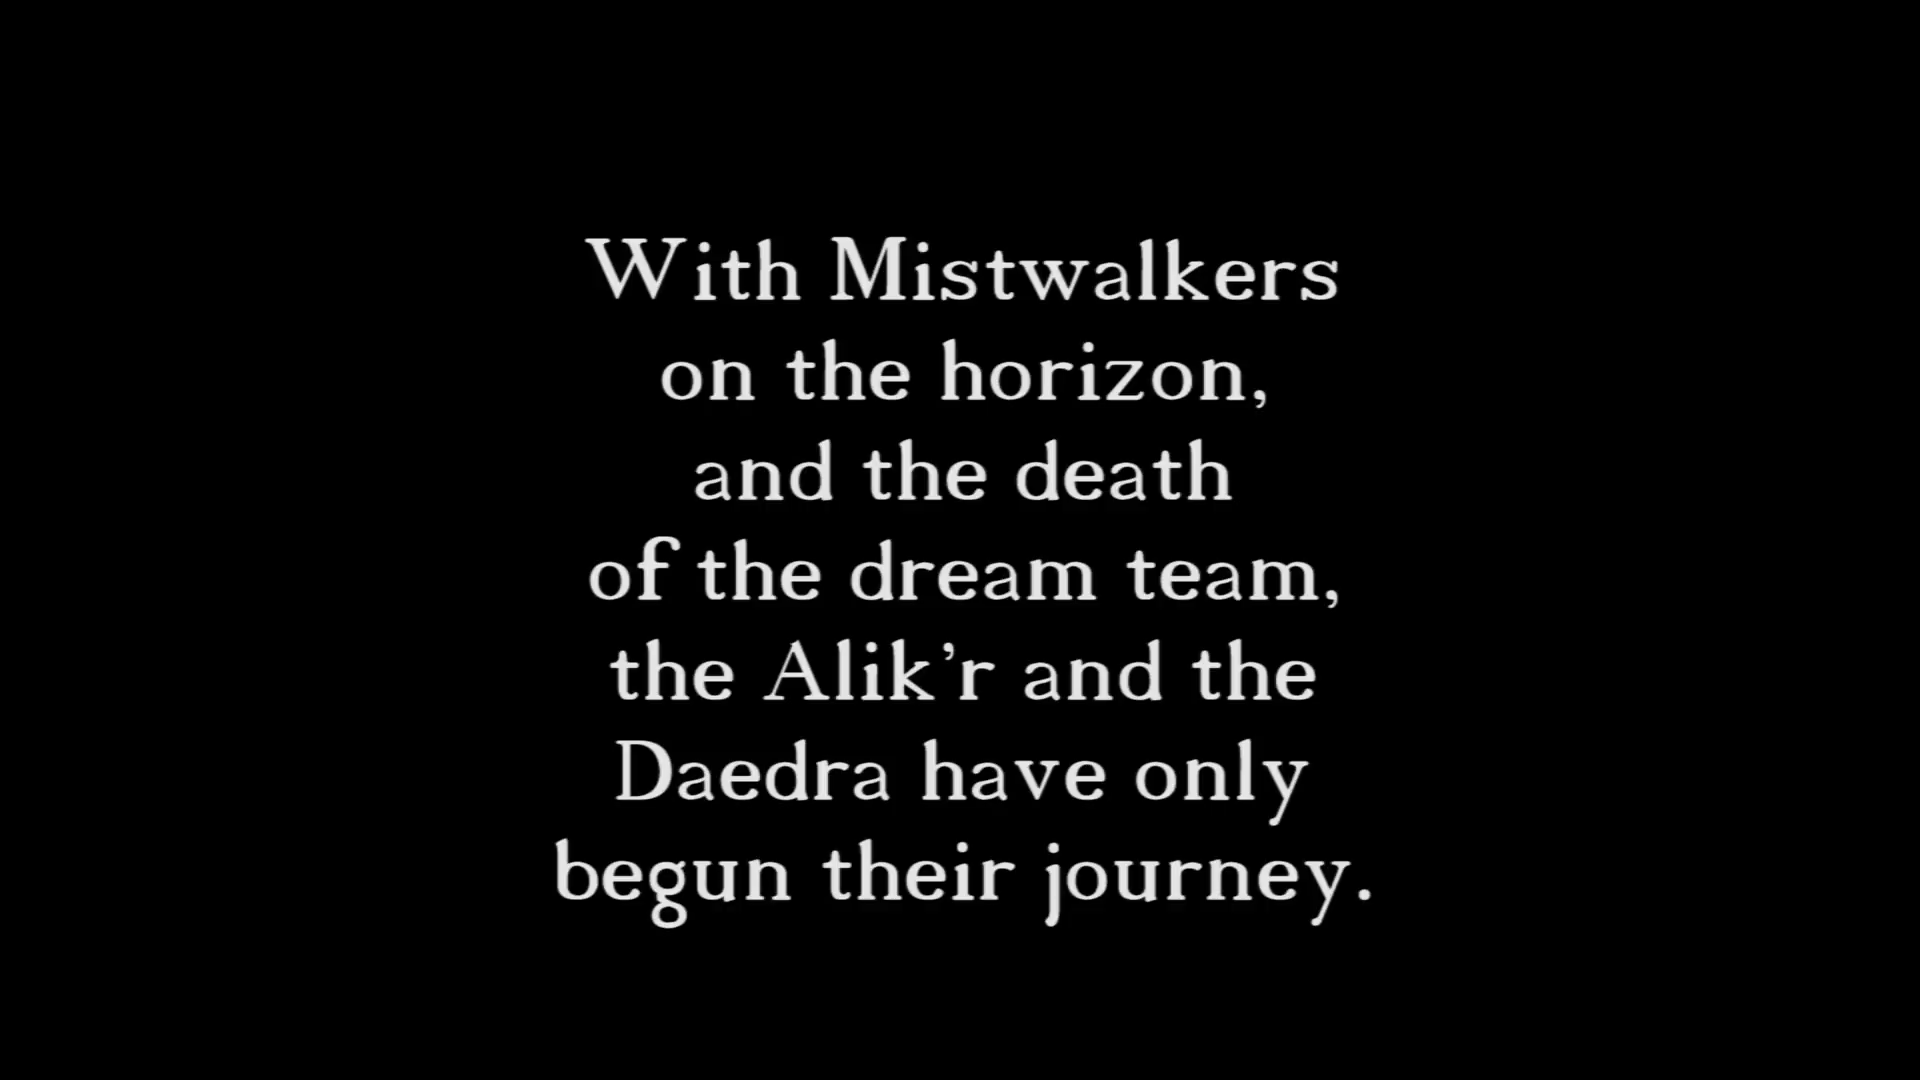 With Mistwalkers
on the horizon,
and the death
of the dream team,
the Alik’r and the
Daedra have only
begun their journey.